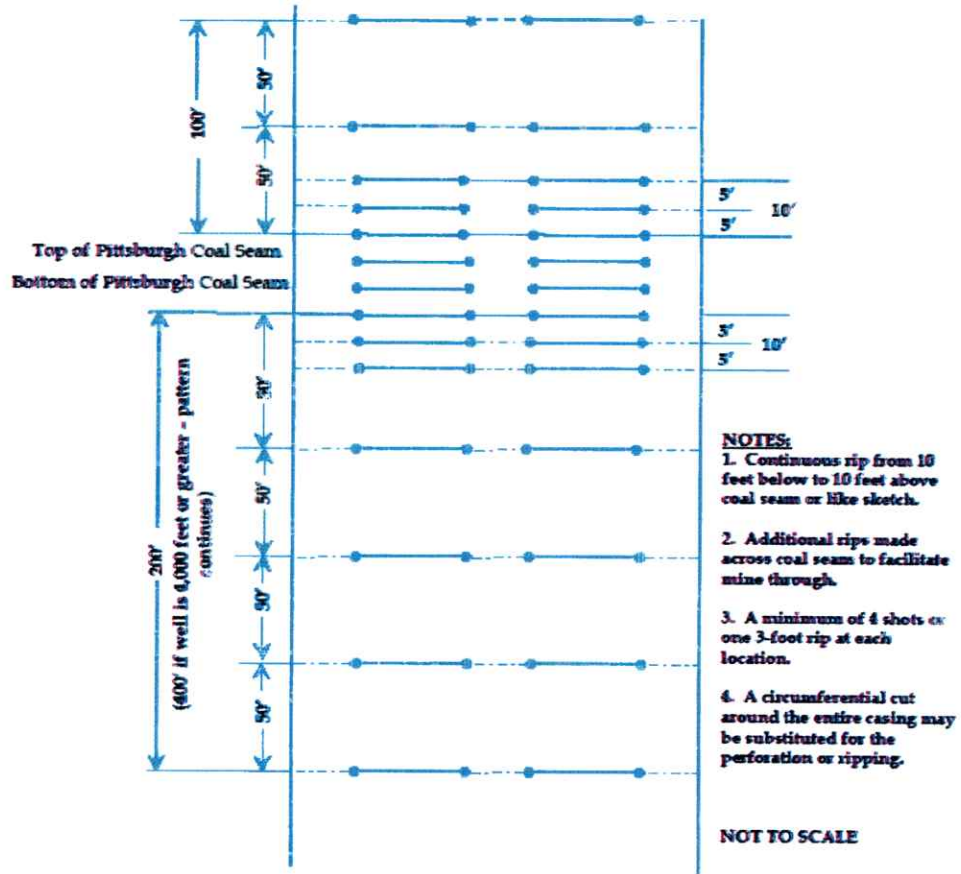 100'
50'
50'
5'
10'
5'
Top of Pittsburgh Coal Seam
Bottom of Pittsburgh Coal Seam
5'
10'
5'
200'
(400' if well is 4,000 feet or greater - pattern
continues)
50'
50'
50'
50'
NOTES:
1. Continuous rip from 10
feet below to 10 feet above
coal seam or like sketch.
2. Additional rips made
across coal seam to facilitate
mine through.
3. A minimum of 4 shots or
one 3-foot rip at each
location.
4. A circumferential cut
around the entire casing may
be substituted for the
perforation or ripping.
NOT TO SCALE